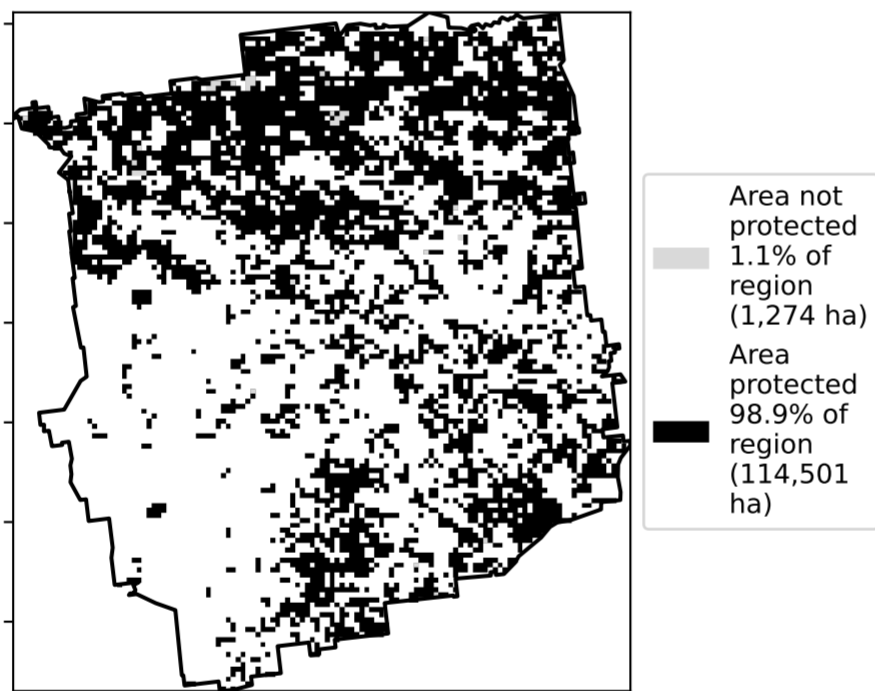 Area not
protected
1.1% of
region
(1,274 ha)
Area
protected
98.9% of
region
(114,501
ha)